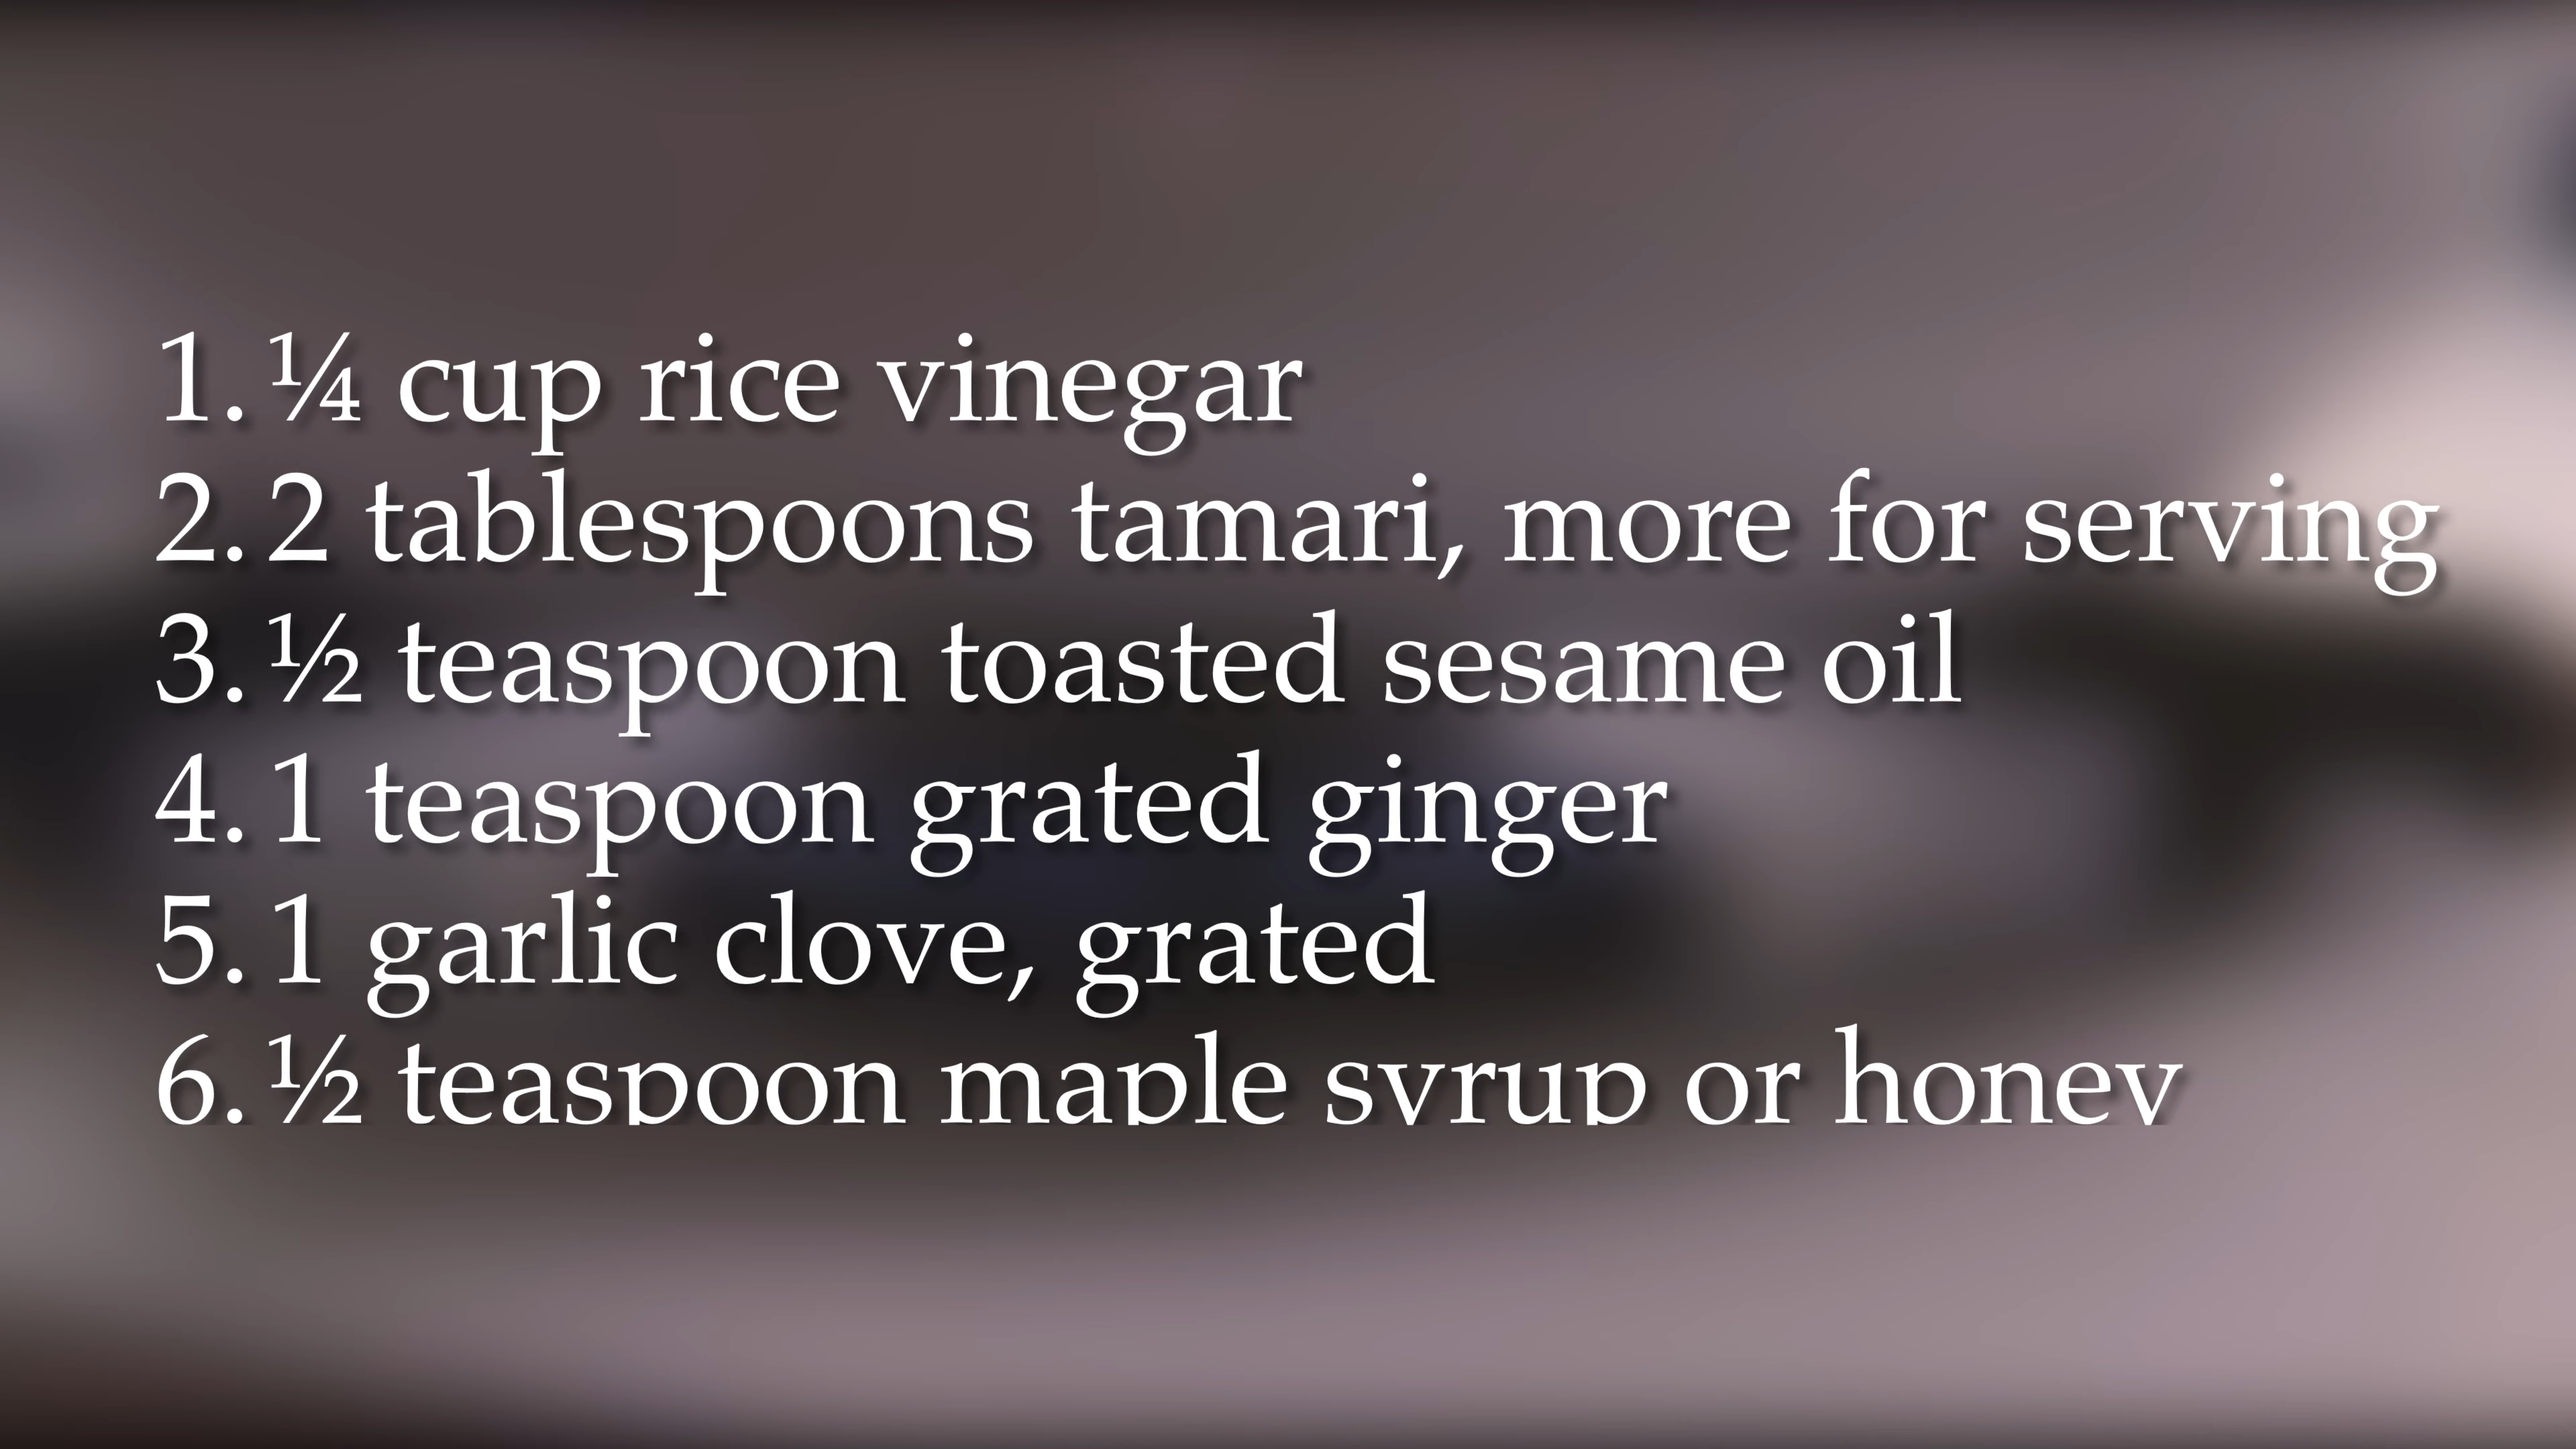 1. ¼ cup rice vinegar
2. 2 tablespoons tamari, more for serving
3. ½ teaspoon toasted sesame oil
4. 1 teaspoon grated ginger
5. 1 garlic clove, grated
6. ½ teaspoon maple syrup or honey